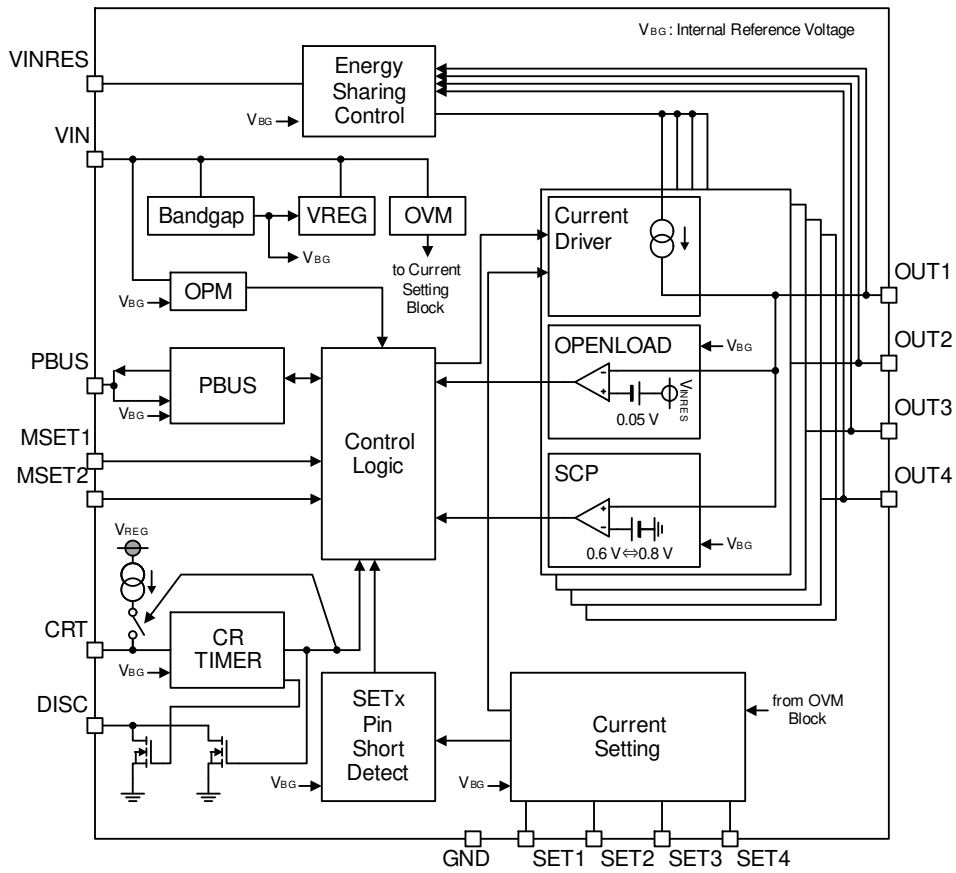 VBG: Internal Reference Voltage
VINRES
Energy
Sharing
Control
VBG
VIN
Bandgap
VREG
OVM
VBG
to Current
Setting
Block
OPM
VBG
Current
Driver
OUT1
OPENLOAD
VBG
-
+
0.05 V
VINRES
OUT2
PBUS
PBUS
VBG
OUT3
MSET1
MSET2
Control
Logic
OUT4
SCP
+
-
0.6 V⇔0.8 V
VBG
VREG
CRT
CR
TIMER
VBG
DISC
SETx
Pin
Short
Detect
VBG
Current
Setting
from OVM
Block
VBG
GND
SET1
SET2
SET3
SET4